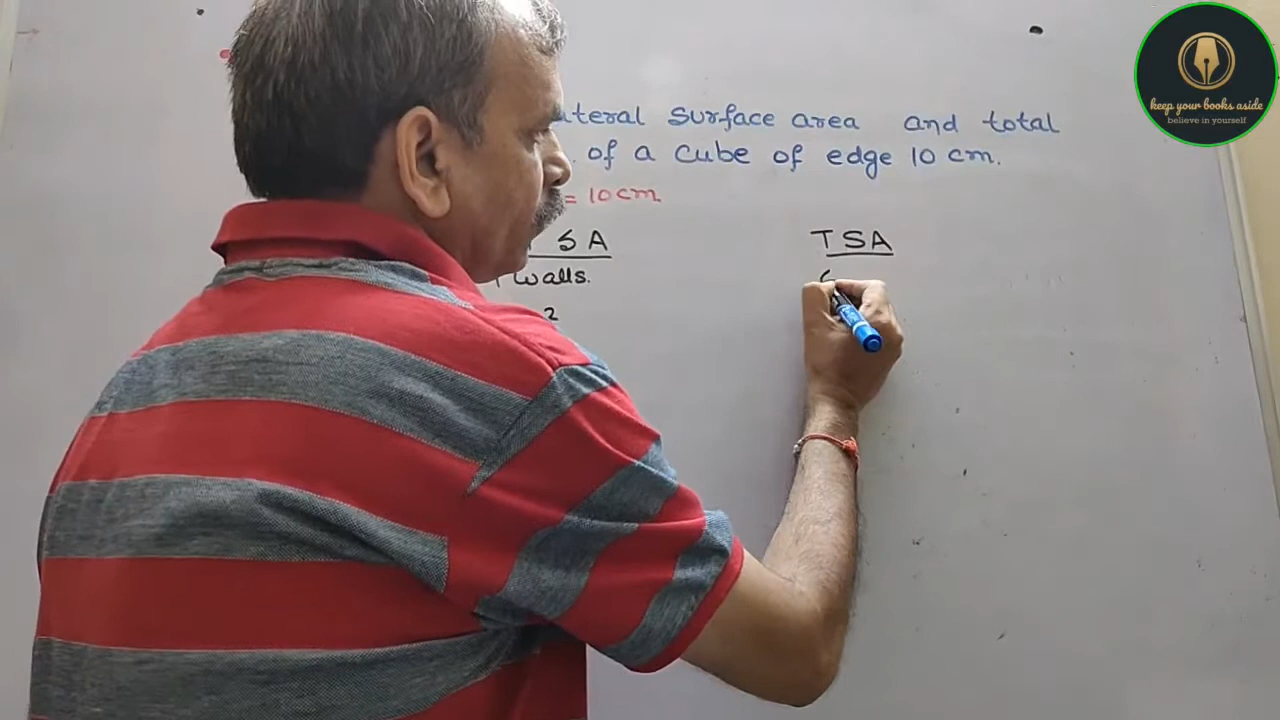 surface area and total
of a cube of edge 10 cm.
= 10 cm
SA TSA
walls.
2
keep your books aside
believe in yourself